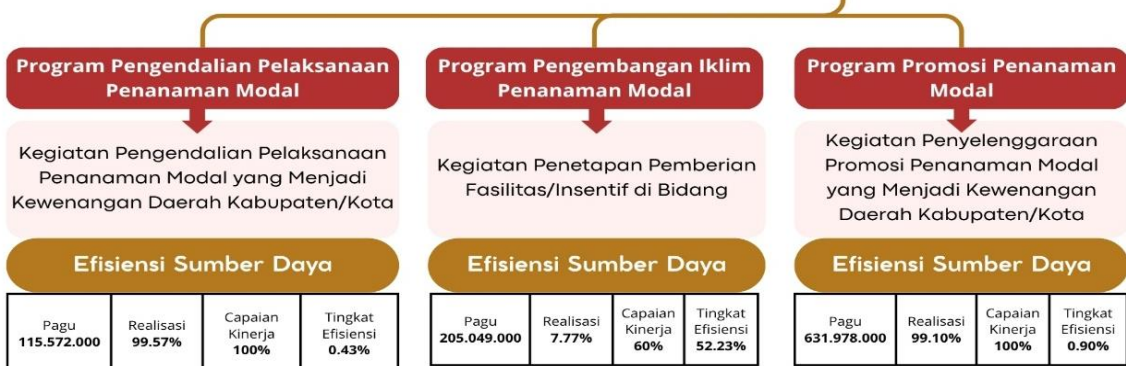 Program Pengendalian Pelaksanaan
Penanaman Modal
Kegiatan Pengendalian Pelaksanaan
Penanaman Modal yang Menjadi
Kewenangan Daerah Kabupaten/Kota
Efisiensi Sumber Daya
Pagu
115.572.000
Realisasi
99.57%
Capaian
Kinerja
100%
Tingkat
Efisiensi
0.43%
Program Pengembangan Iklim
Penanaman Modal
Kegiatan Penetapan Pemberian
Fasilitas/Insentif di Bidang
Efisiensi Sumber Daya
Pagu
205.049.000
Realisasi
7.77%
Capaian
Kinerja
60%
Tingkat
Efisiensi
52.23%
Program Promosi Penanaman
Modal
Kegiatan Penyelenggaraan
Promosi Penanaman Modal
yang Menjadi Kewenangan
Daerah Kabupaten/Kota
Efisiensi Sumber Daya
Pagu
631.978.000
Realisasi
99.10%
Capaian
Kinerja
100%
Tingkat
Efisiensi
0.90%